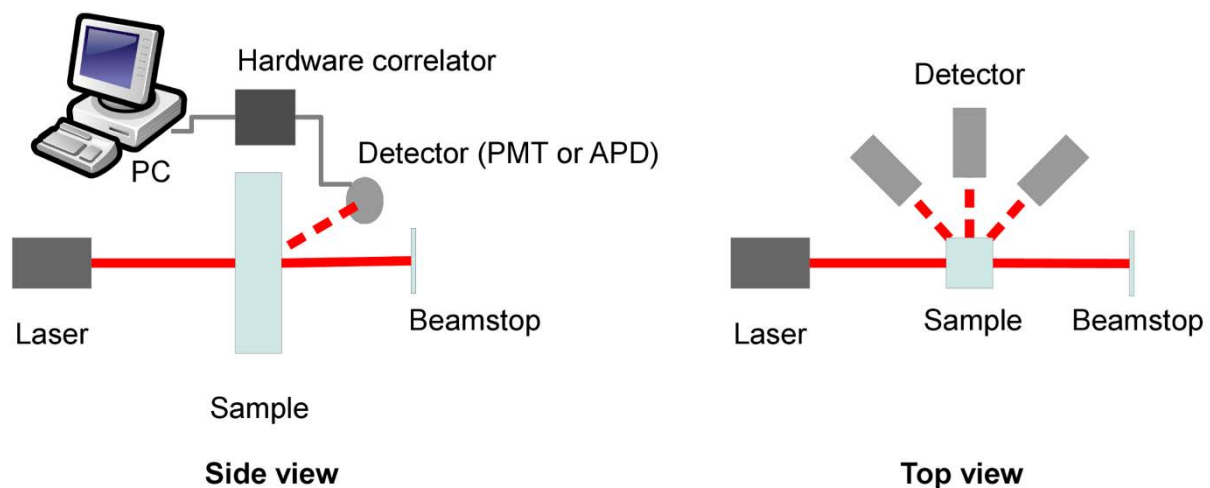 Hardware correlator
PC
Detector (PMT or APD)
Laser
Beamstop
Sample
Side view
Detector
Laser
Sample
Beamstop
Top view